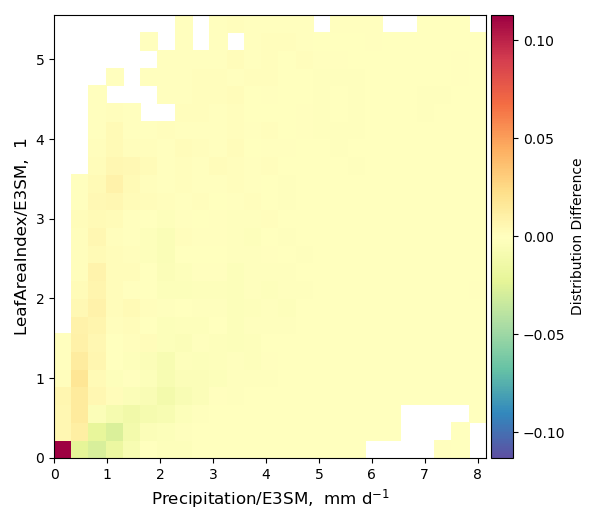 5
4
3
2
1
0
LeafAreaIndex/E3SM, 1
0 1 2 3 4 5 6 7 8
Precipitation/E3SM, mm d⁻¹
0.10
0.05
0.00
−0.05
−0.10
Distribution Difference